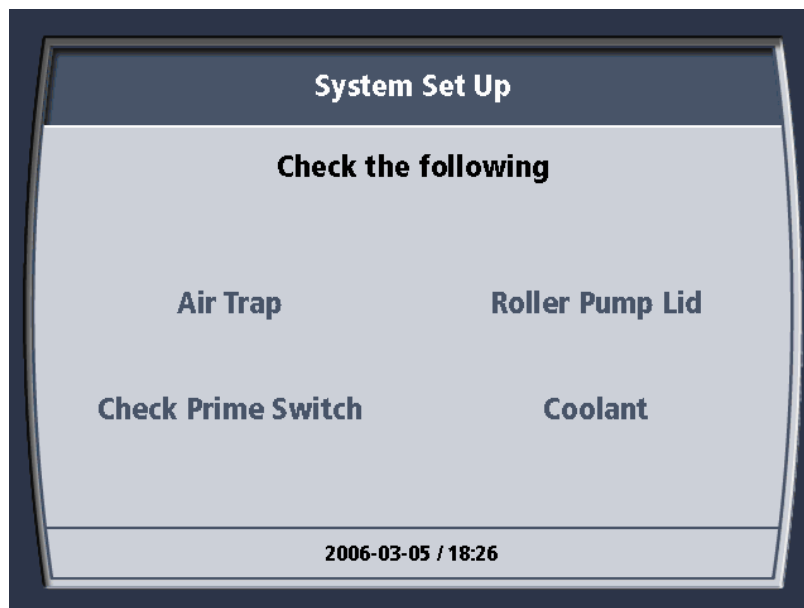 System Set Up
Check the following
Air Trap
Roller Pump Lid
Check Prime Switch
Coolant
2006-03-05 / 18:26